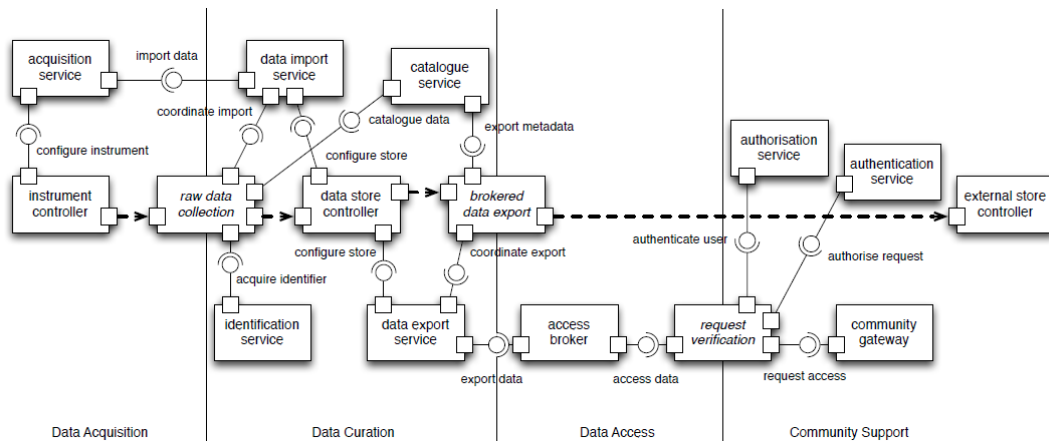 import data
acquisition
service
data import
service
catalogue
service
coordinate import
catalogue data
export metadata
configure instrument
configure store
authorisation
service
authentication
service
instrument
controller
raw data
collection
data store
controller
brokered
data export
external store
controller
authenticate user
configure store
coordinate export
authorise request
acquire identifier
identification
service
data export
service
access
broker
request
verification
community
gateway
export data
access data
request access
Data Acquisition
Data Curation
Data Access
Community Support